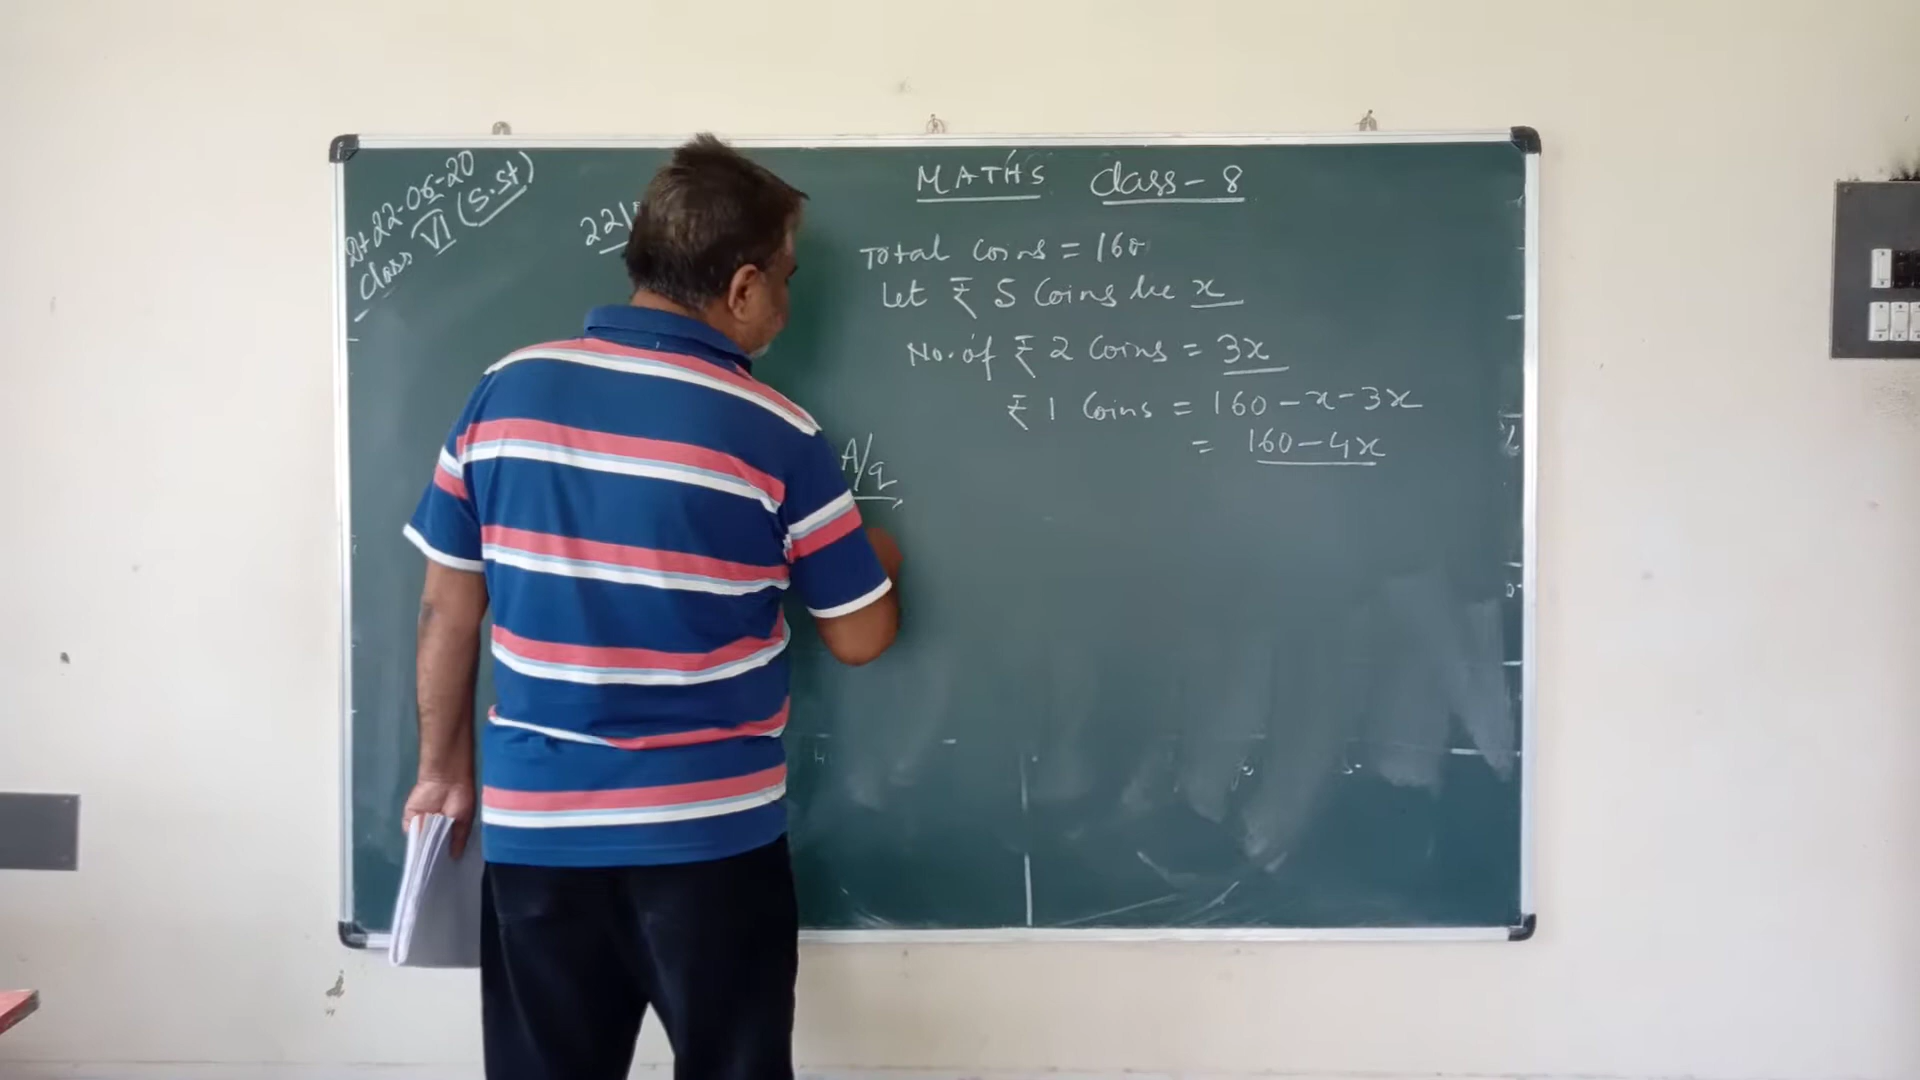 Dt 22-06-20
Class VI (S.St)
MATHS Class - 8
Total Coins = 160
Let ₹ 5 Coins be x
No. of ₹ 2 Coins = 3x
₹ 1 Coins = 160 - x - 3x
= 160 - 4x
A/q,